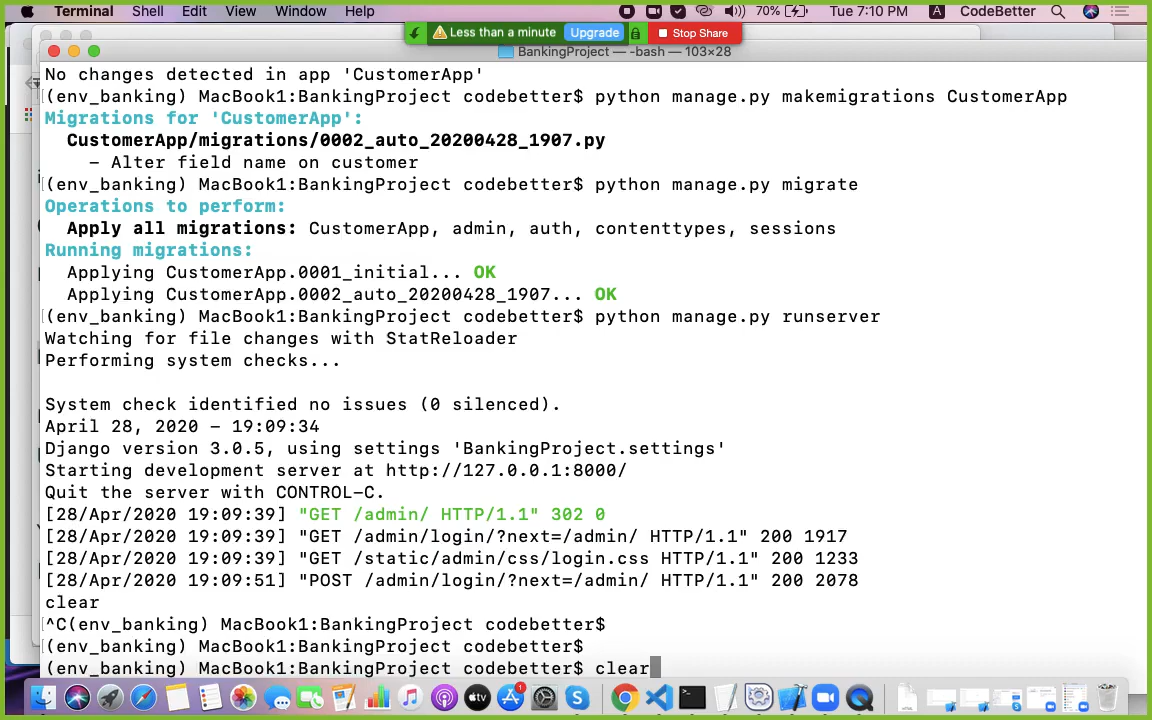 Terminal Shell Edit View Window Help 70% Tue 7:10 PM A CodeBetter
Less than a minute Upgrade Stop Share
BankingProject — -bash — 103×28
No changes detected in app 'CustomerApp'
[(env_banking) MacBook1:BankingProject codebetter$ python manage.py makemigrations CustomerApp
Migrations for 'CustomerApp':
CustomerApp/migrations/0002_auto_20200428_1907.py
- Alter field name on customer
[(env_banking) MacBook1:BankingProject codebetter$ python manage.py migrate
Operations to perform:
Apply all migrations: CustomerApp, admin, auth, contenttypes, sessions
Running migrations:
Applying CustomerApp.0001_initial... OK
Applying CustomerApp.0002_auto_20200428_1907... OK
[(env_banking) MacBook1:BankingProject codebetter$ python manage.py runserver
Watching for file changes with StatReloader
Performing system checks...
System check identified no issues (0 silenced).
April 28, 2020 - 19:09:34
Django version 3.0.5, using settings 'BankingProject.settings'
Starting development server at http://127.0.0.1:8000/
Quit the server with CONTROL-C.
[28/Apr/2020 19:09:39] "GET /admin/ HTTP/1.1" 302 0
[28/Apr/2020 19:09:39] "GET /admin/login/?next=/admin/ HTTP/1.1" 200 1917
[28/Apr/2020 19:09:39] "GET /static/admin/css/login.css HTTP/1.1" 200 1233
[28/Apr/2020 19:09:51] "POST /admin/login/?next=/admin/ HTTP/1.1" 200 2078
clear
[^C(env_banking) MacBook1:BankingProject codebetter$
[(env_banking) MacBook1:BankingProject codebetter$
(env_banking) MacBook1:BankingProject codebetter$ clear
tv 1